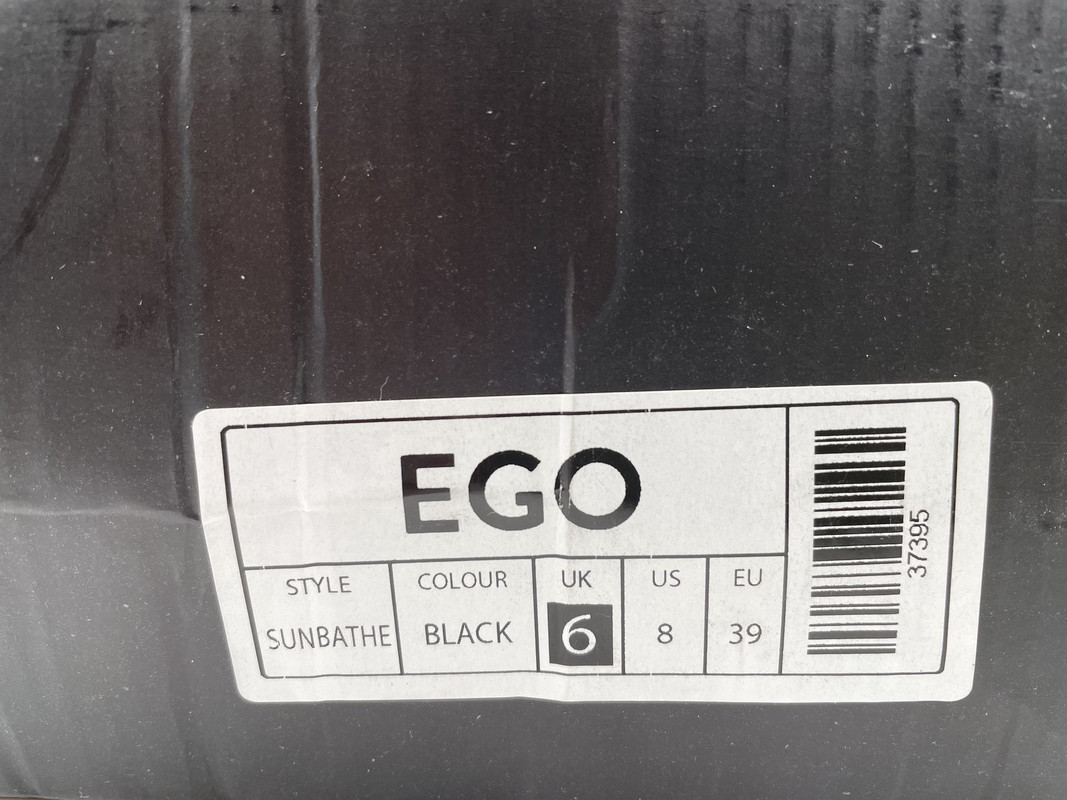 EGO
STYLE COLOUR UK US EU
SUNBATHE BLACK 6 8 39
37395